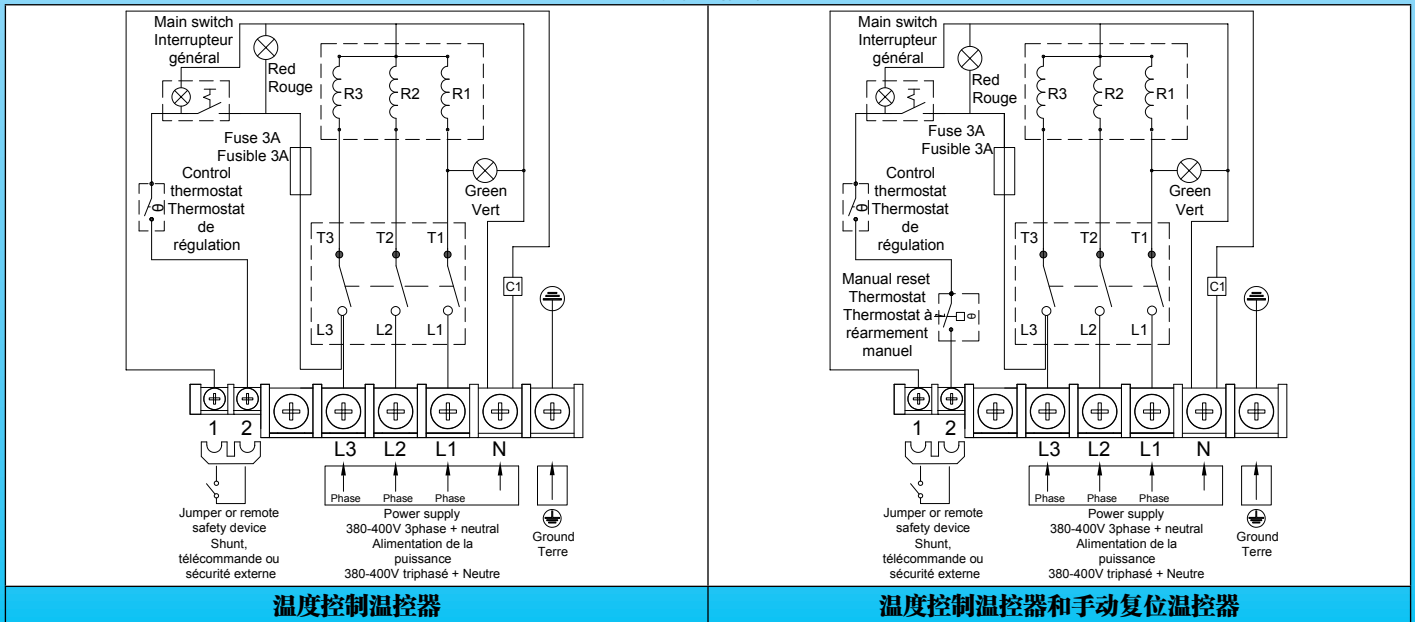 Main switch
Interrupteur
général
Red
Rouge
R3
R2
R1
Fuse 3A
Fusible 3A
Control
thermostat
Thermostat
de
régulation
θ
Green
Vert
T3
T2
T1
C1
L3
L2
L1
1
2
L3
L2
L1
N
Phase
Phase
Phase
Jumper or remote
safety device
Shunt,
télécommande ou
sécurité externe
Power supply
380-400V 3phase + neutral
Alimentation de la
puissance
380-400V triphasé + Neutre
Ground
Terre
温度控制温控器
Main switch
Interrupteur
général
Red
Rouge
R3
R2
R1
Fuse 3A
Fusible 3A
Control
thermostat
Thermostat
de
régulation
θ
Green
Vert
T3
T2
T1
Manual reset
Thermostat
Thermostat à
réarmement
manuel
θ
C1
L3
L2
L1
1
2
L3
L2
L1
N
Phase
Phase
Phase
Jumper or remote
safety device
Shunt,
télécommande ou
sécurité externe
Power supply
380-400V 3phase + neutral
Alimentation de la
puissance
380-400V triphasé + Neutre
Ground
Terre
温度控制温控器和手动复位温控器